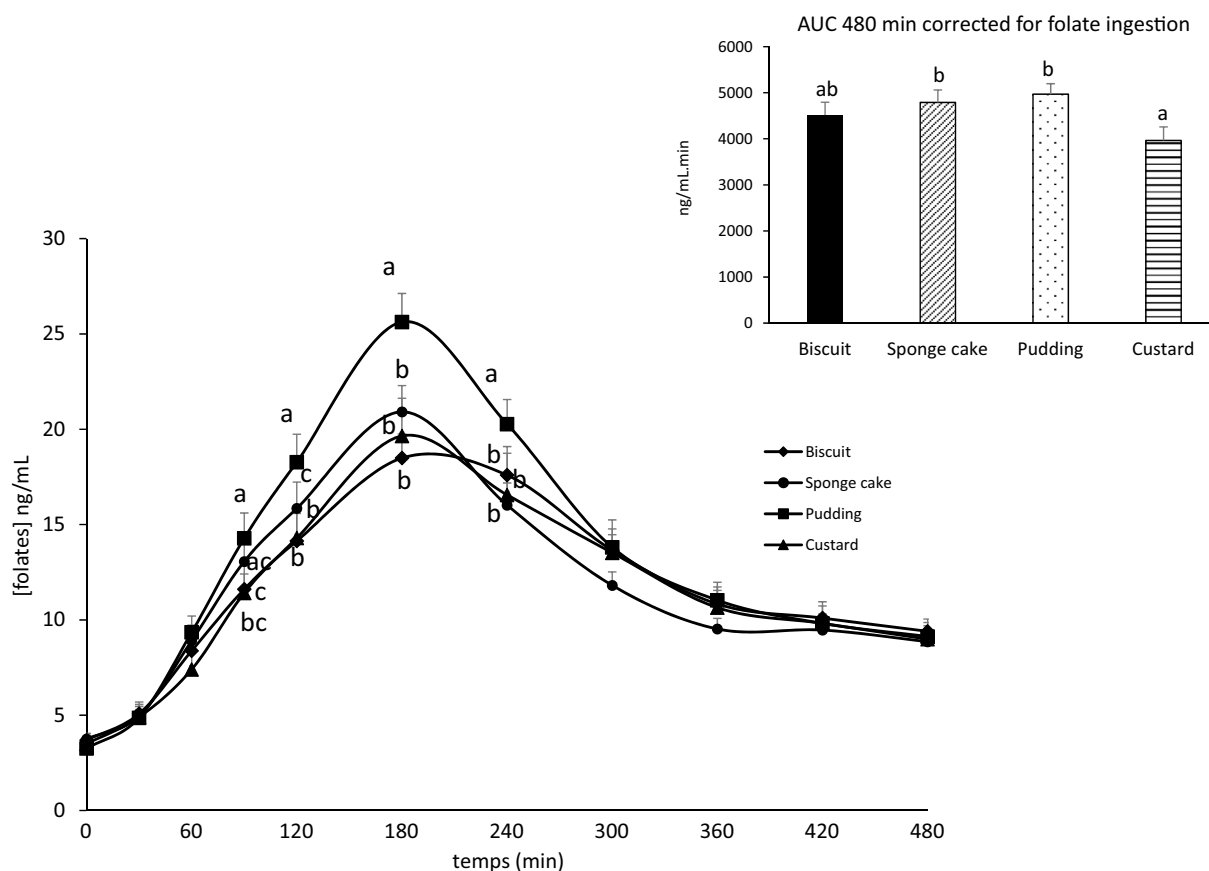 AUC 480 min corrected for folate ingestion
6000
5000
4000
3000
2000
1000
0
ng/mL.min
ab
b
b
a
Biscuit
Sponge cake
Pudding
Custard
30
25
20
15
10
5
0
[folates] ng/mL
a
b
a
a
b
c
b
b
b
b
a
b
b
ac
c
bc
Biscuit
Sponge cake
Pudding
Custard
0 60 120 180 240 300 360 420 480
temps (min)